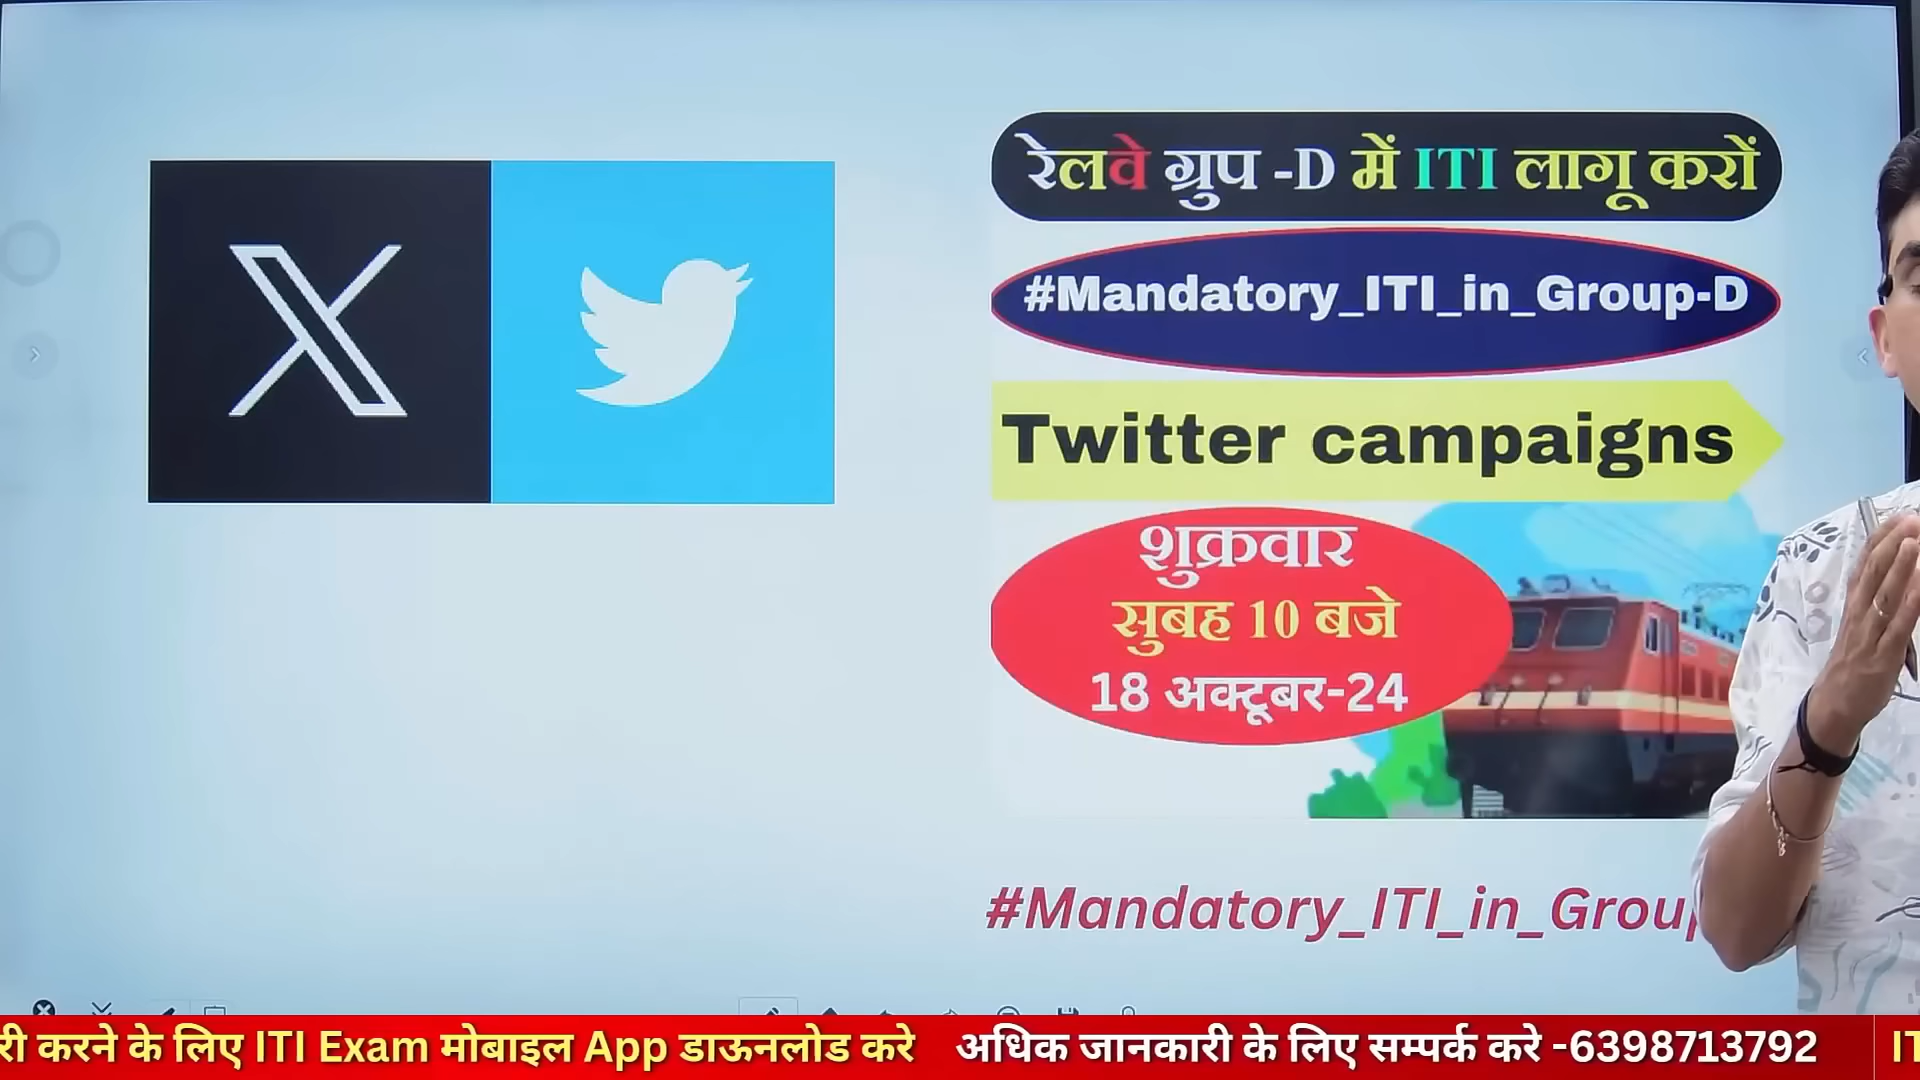 रेलवे ग्रुप -D में ITI लागू करों
#Mandatory_ITI_in_Group-D
Twitter campaigns
शुक्रवार
सुबह 10 बजे
18 अक्टूबर-24
#Mandatory_ITI_in_Group
री करने के लिए ITI Exam मोबाइल App डाऊनलोड करे अधिक जानकारी के लिए सम्पर्क करे -6398713792 IT